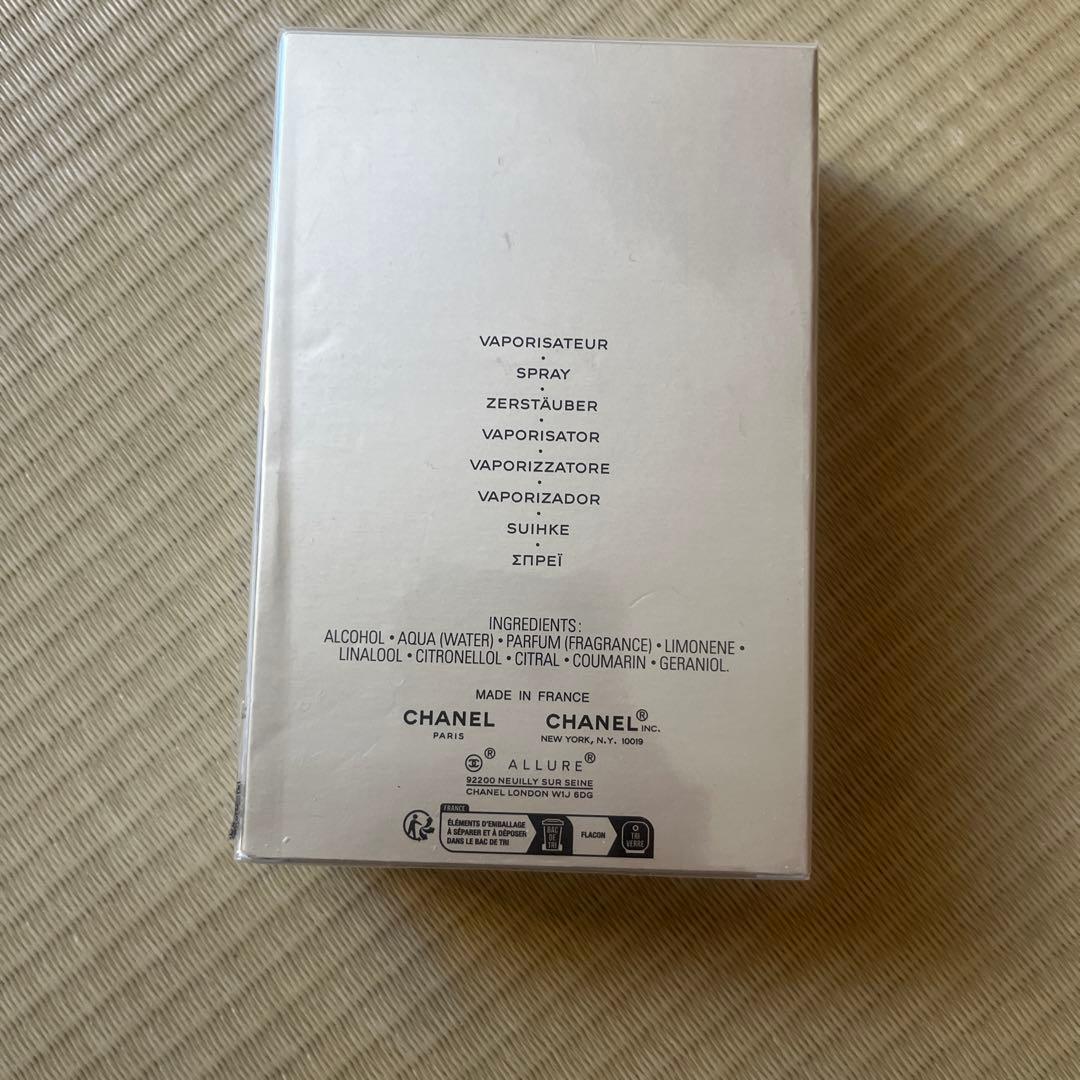 VAPORISATEUR
•
SPRAY
•
ZERSTÄUBER
•
VAPORISATOR
•
VAPORIZZATORE
•
VAPORIZADOR
•
SUIHKE
•
ΣΠΡΕΪ
INGREDIENTS:
ALCOHOL • AQUA (WATER) • PARFUM (FRAGRANCE) • LIMONENE •
LINALOOL • CITRONELLOL • CITRAL • COUMARIN • GERANIOL.
MADE IN FRANCE
CHANEL CHANEL® INC.
PARIS NEW YORK, N.Y. 10019
® ALLURE®
92200 NEUILLY SUR SEINE
CHANEL LONDON W1J 6DG
FRANCE
ÉLÉMENTS D'EMBALLAGE
À SÉPARER ET À DÉPOSER
DANS LE BAC DE TRI
BAC
DE
TRI
FLACON
TRI
VERRE